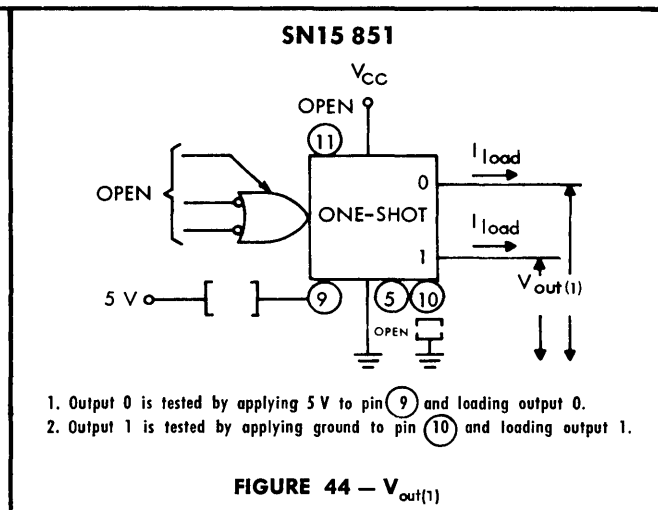 SN15 851
VCC
OPEN
11
I load
OPEN
0
ONE-SHOT
I load
1
Vout(1)
5 V
9
5
10
OPEN
1. Output 0 is tested by applying 5 V to pin 9 and loading output 0.
2. Output 1 is tested by applying ground to pin 10 and loading output 1.
FIGURE 44 — Vout(1)